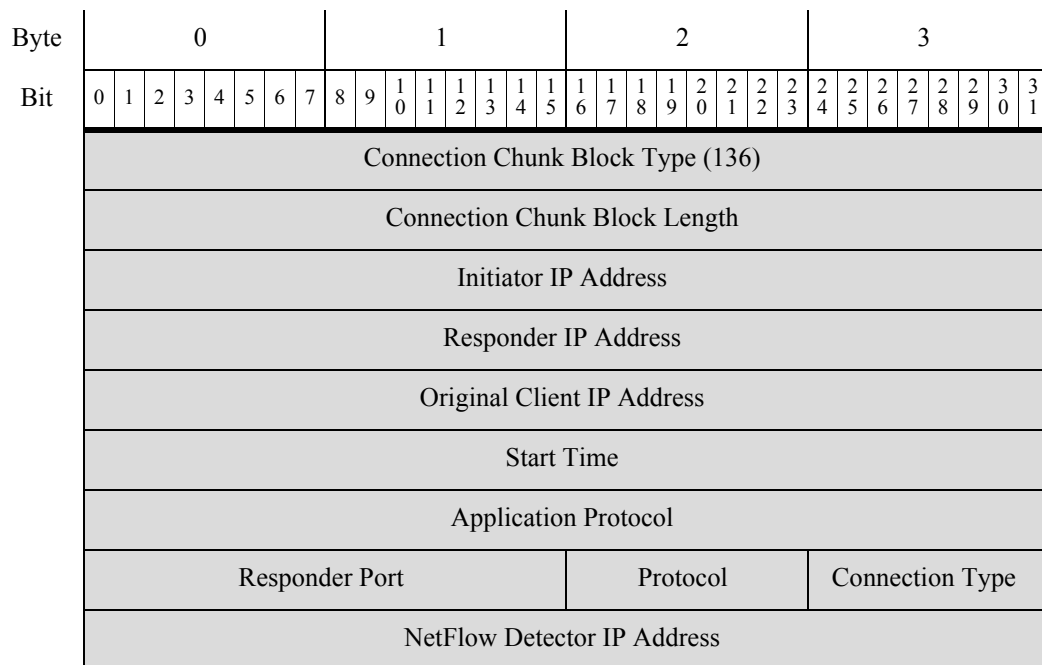 Byte 0 1 2 3
Bit 0 1 2 3 4 5 6 7 8 9 10 11 12 13 14 15 16 17 18 19 20 21 22 23 24 25 26 27 28 29 30 31
Connection Chunk Block Type (136)
Connection Chunk Block Length
Initiator IP Address
Responder IP Address
Original Client IP Address
Start Time
Application Protocol
Responder Port Protocol Connection Type
NetFlow Detector IP Address